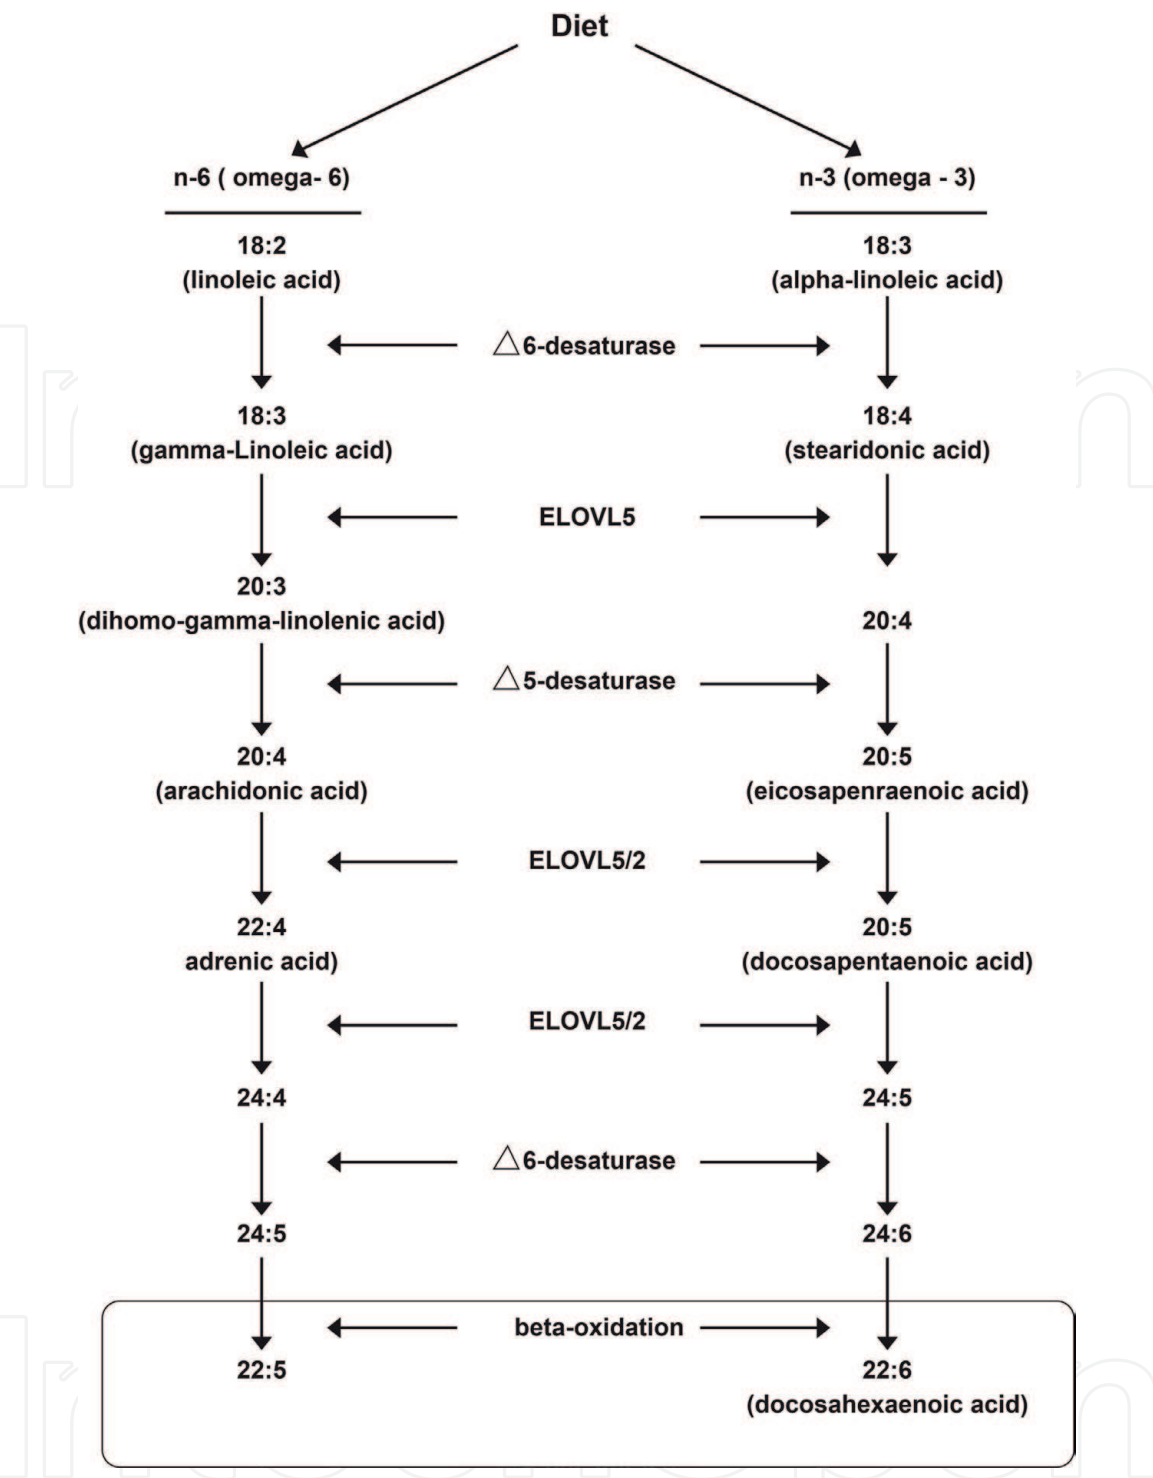 Diet
n-6 ( omega- 6)
n-3 (omega - 3)
18:2
(linoleic acid)
18:3
(alpha-linoleic acid)
△6-desaturase
18:3
(gamma-Linoleic acid)
18:4
(stearidonic acid)
ELOVL5
20:3
(dihomo-gamma-linolenic acid)
20:4
△5-desaturase
20:4
(arachidonic acid)
20:5
(eicosapenraenoic acid)
ELOVL5/2
22:4
adrenic acid)
20:5
(docosapentaenoic acid)
ELOVL5/2
24:4
24:5
△6-desaturase
24:5
24:6
beta-oxidation
22:5
22:6
(docosahexaenoic acid)